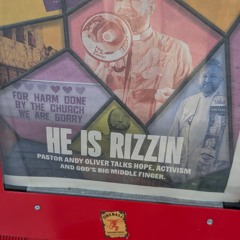 FOR HARM DONE
BY THE CHURCH
WE ARE SORRY
HE IS RIZZIN
PASTOR ANDY OLIVER TALKS HOPE, ACTIVISM
AND GOD'S BIG MIDDLE FINGER.